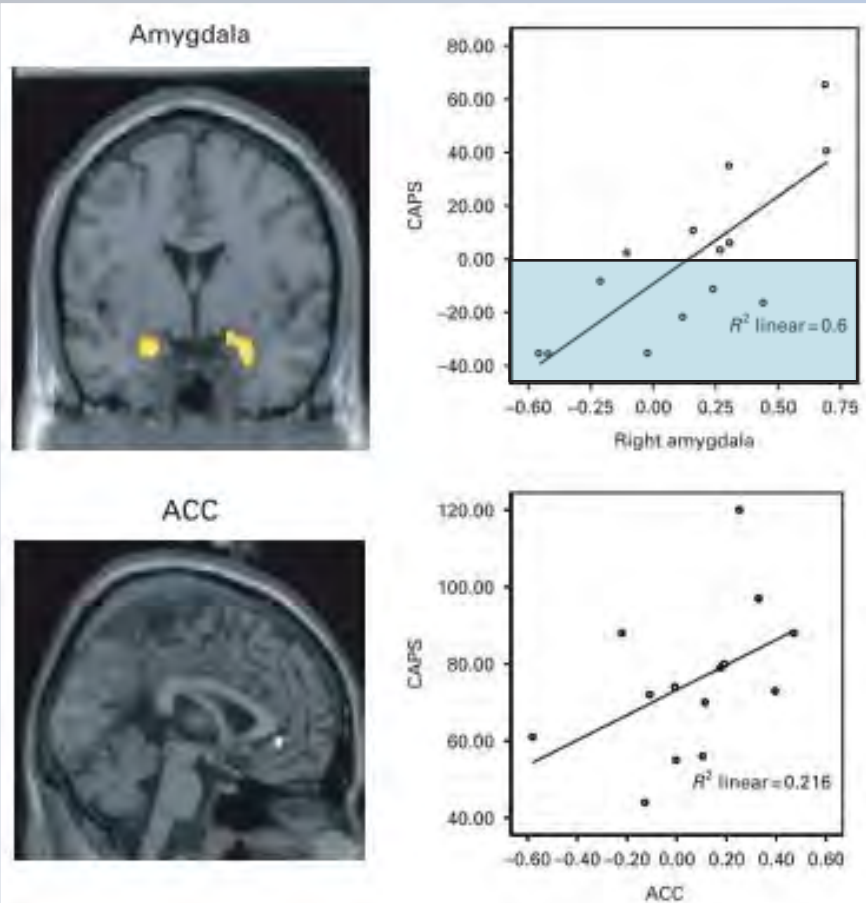 Amygdala
CAPS
80.00
60.00
40.00
20.00
0.00
−20.00
−40.00
R² linear=0.6
−0.60 −0.25 0.00 0.25 0.50 0.75
Right amygdala
ACC
CAPS
120.00
100.00
80.00
60.00
40.00
R² linear=0.216
−0.60 −0.40 −0.20 0.00 0.20 0.40 0.60
ACC